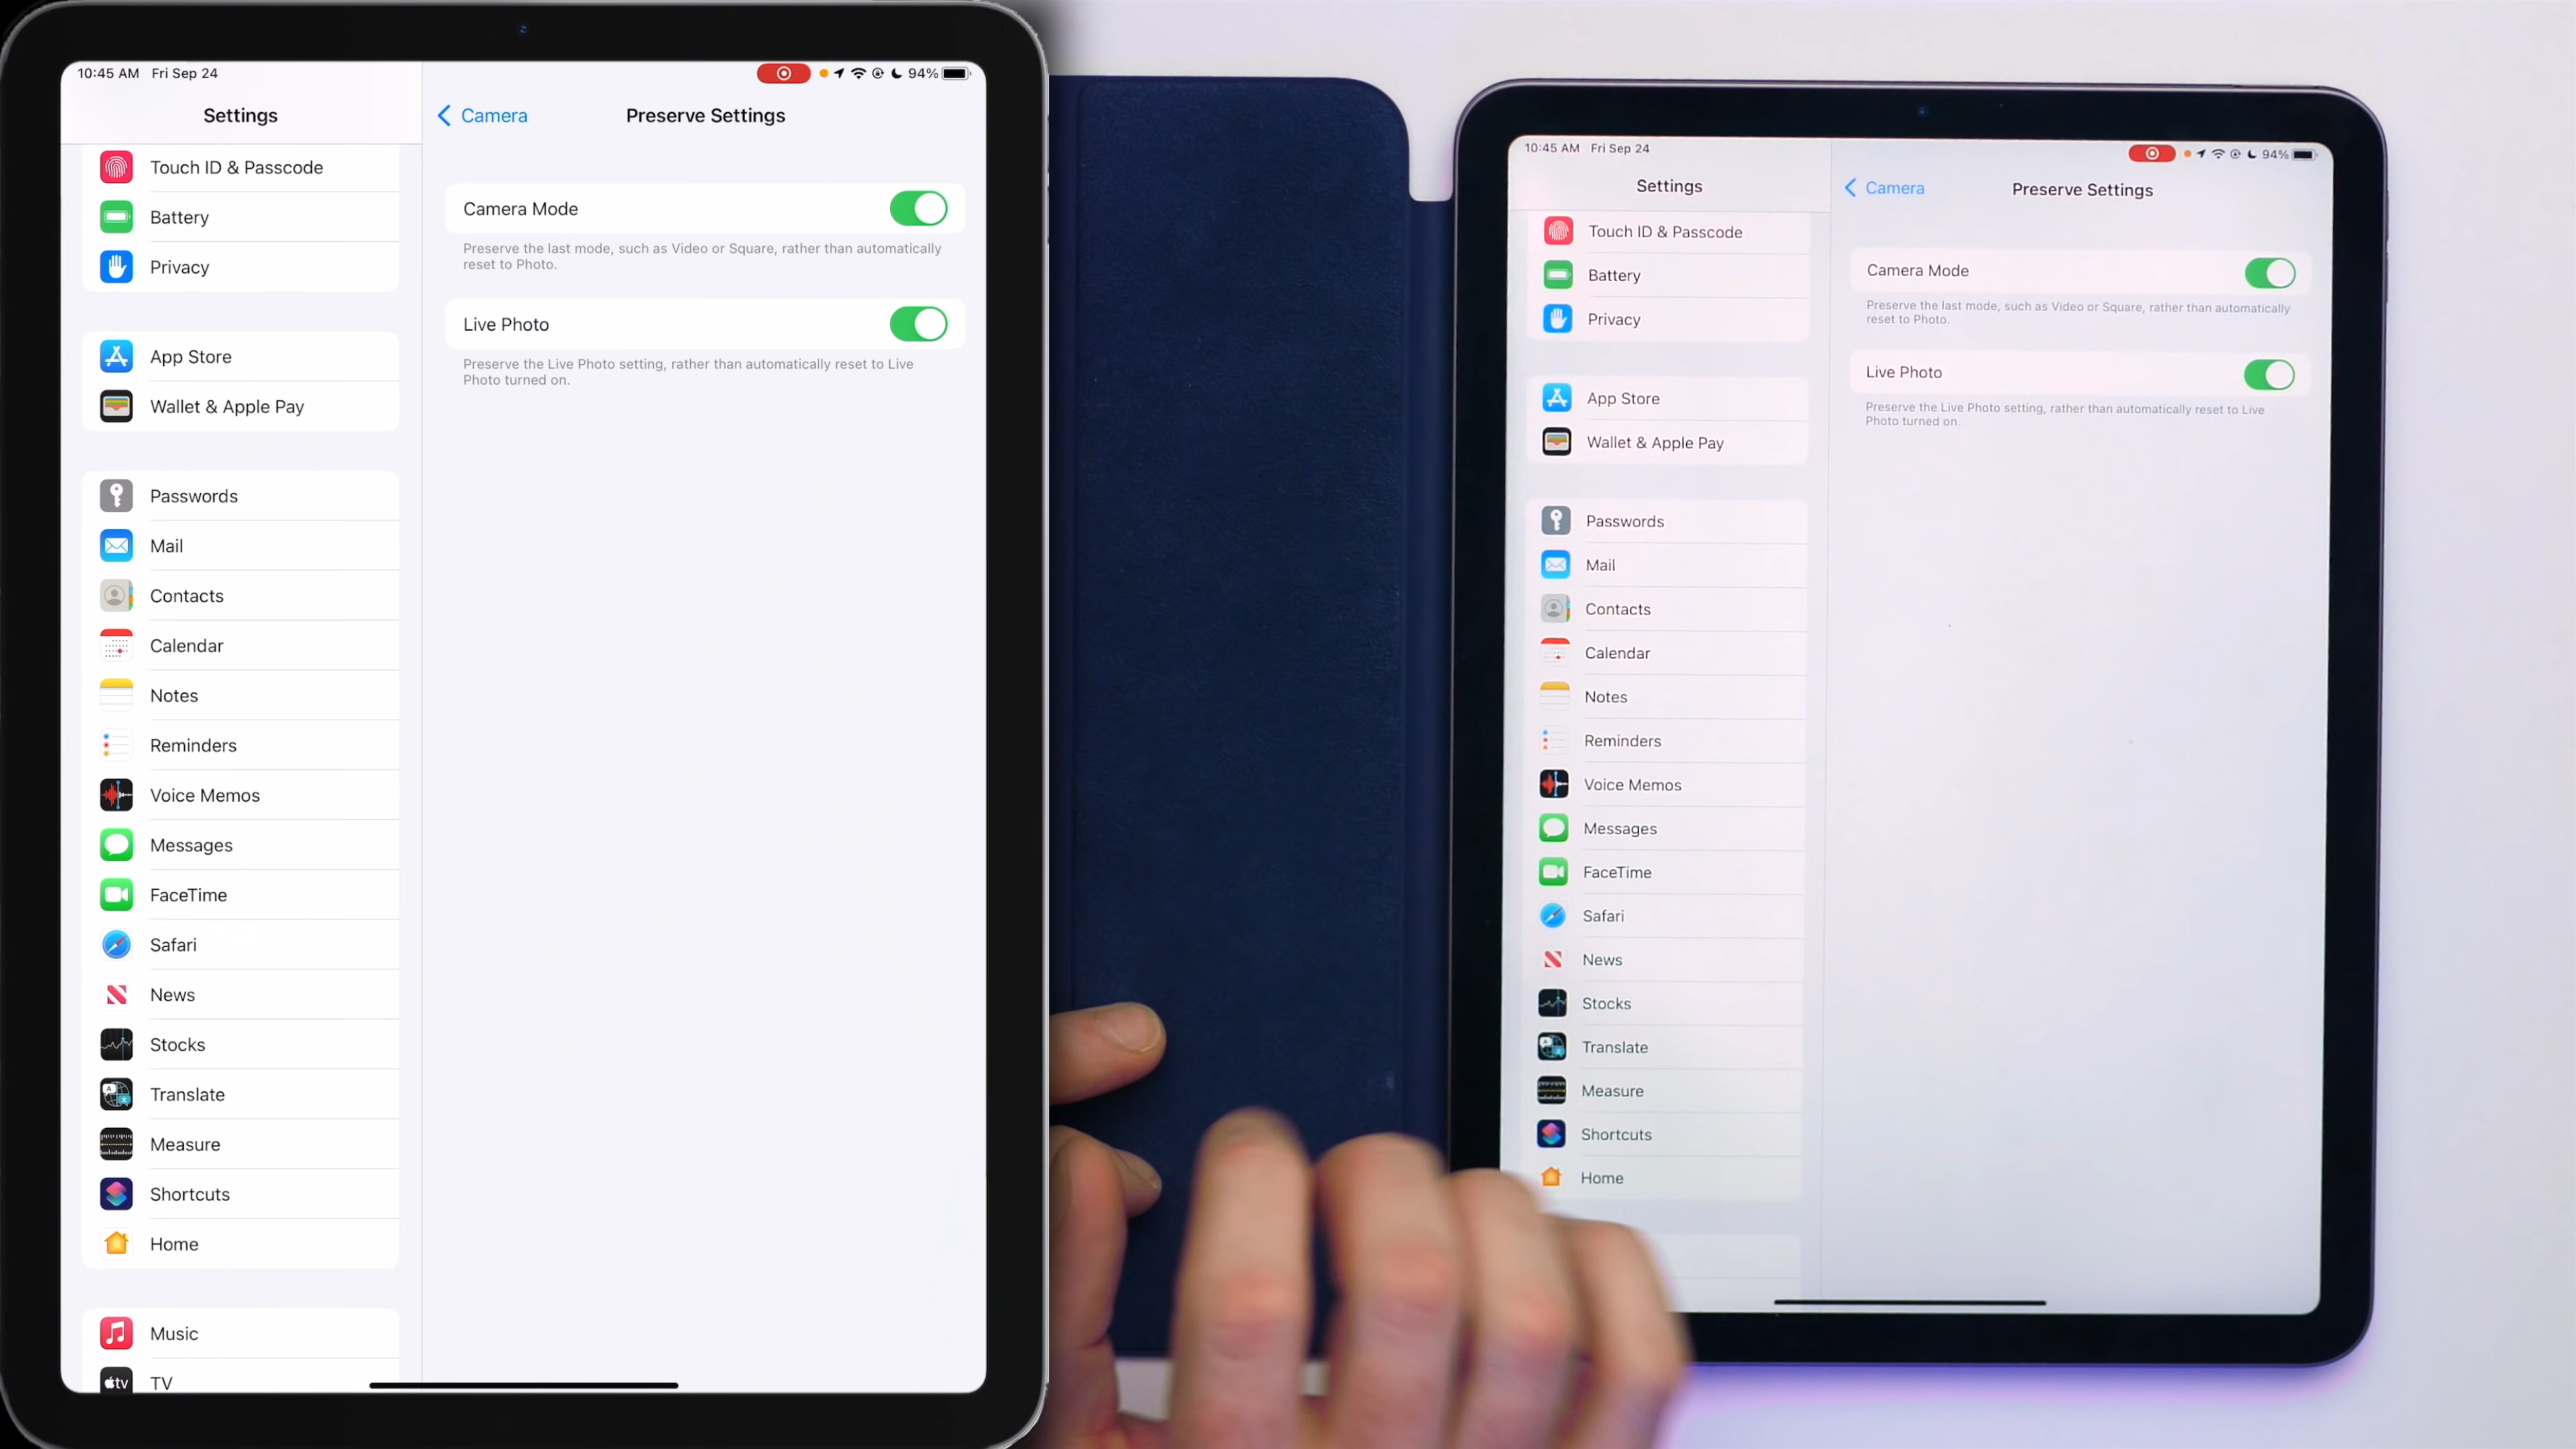 10:45 AM Fri Sep 24
94%
Settings
Touch ID & Passcode
Battery
Privacy
App Store
Wallet & Apple Pay
Passwords
Mail
Contacts
Calendar
Notes
Reminders
Voice Memos
Messages
FaceTime
Safari
News
Stocks
Translate
Measure
Shortcuts
Home
Music
tv TV
Camera
Preserve Settings
Camera Mode
Preserve the last mode, such as Video or Square, rather than automatically
reset to Photo.
Live Photo
Preserve the Live Photo setting, rather than automatically reset to Live
Photo turned on.
10:45 AM Fri Sep 24
94%
Settings
Touch ID & Passcode
Battery
Privacy
App Store
Wallet & Apple Pay
Passwords
Mail
Contacts
Calendar
Notes
Reminders
Voice Memos
Messages
FaceTime
Safari
News
Stocks
Translate
Measure
Shortcuts
Home
Camera
Preserve Settings
Camera Mode
Preserve the last mode, such as Video or Square, rather than automatically
reset to Photo.
Live Photo
Preserve the Live Photo setting, rather than automatically reset to Live
Photo turned on.